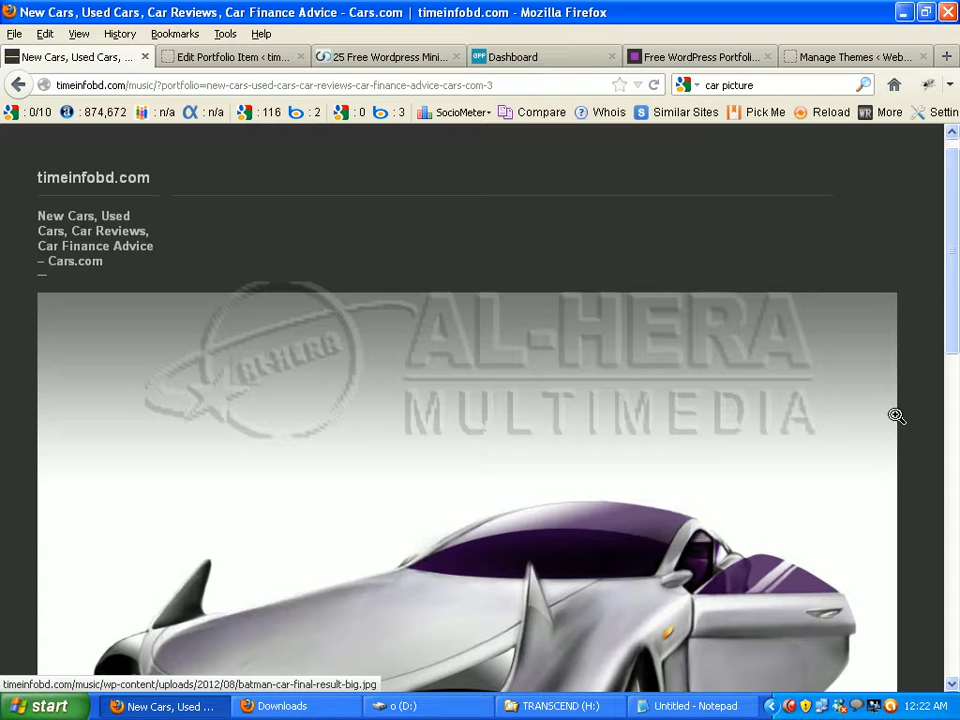 New Cars, Used Cars, Car Reviews, Car Finance Advice - Cars.com | timeinfobd.com - Mozilla Firefox
File Edit View History Bookmarks Tools Help
New Cars, Used Cars, Car Reviews, ...
Edit Portfolio Item ‹ tim...
25 Free Wordpress Mini...
GPP Dashboard
Free WordPress Portfoli...
Manage Themes ‹ Web...
timeinfobd.com/music/?portfolio=new-cars-used-cars-car-reviews-car-finance-advice-cars-com-3
car picture
: 0/10 : 874,672 : n/a : n/a : 116 : 2 : 0 : 3 SocioMeter Compare Whois Similar Sites Pick Me Reload More Settin
timeinfobd.com
New Cars, Used
Cars, Car Reviews,
Car Finance Advice
– Cars.com
AL-HERA
AL-HERA
MULTIMEDIA
timeinfobd.com/music/wp-content/uploads/2012/08/batman-car-final-result-big.jpg
start
New Cars, Used ...
Downloads
o (D:)
TRANSCEND (H:)
Untitled - Notepad
12:22 AM